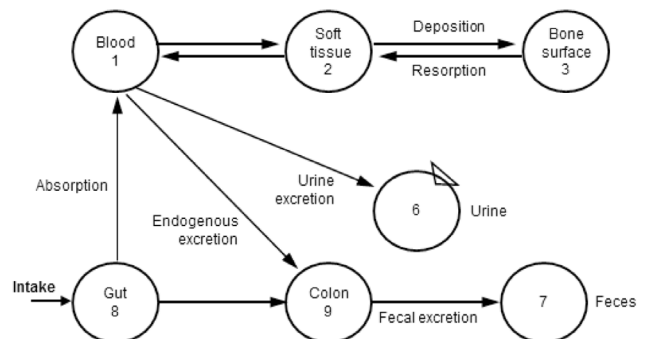 Blood
1
Soft
tissue
2
Deposition
Resorption
Bone
surface
3
Absorption
Urine
excretion
Endogenous
excretion
6
Urine
Intake
Gut
8
Colon
9
Fecal excretion
7
Feces